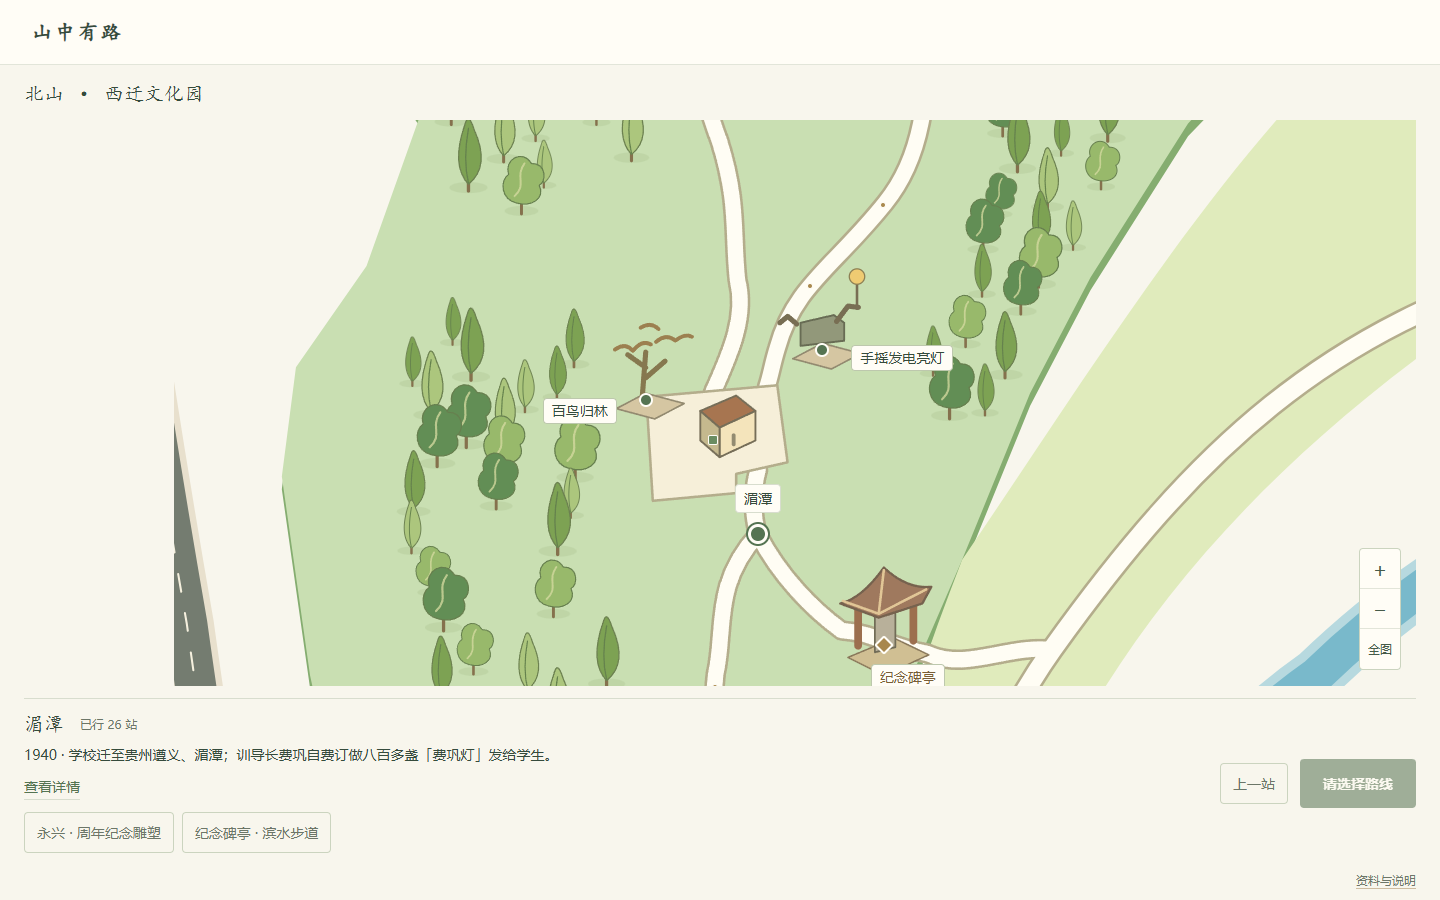 山中有路
北山 • 西迁文化园
手摇发电亮灯
百鸟归林
湄潭
纪念碑亭
+
−
全图
湄潭 已行 26 站
1940 · 学校迁至贵州遵义、湄潭；训导长费巩自费订做八百多盏「费巩灯」发给学生。
查看详情
上一站
请选择路线
永兴 · 周年纪念雕塑
纪念碑亭 · 滨水步道
资料与说明